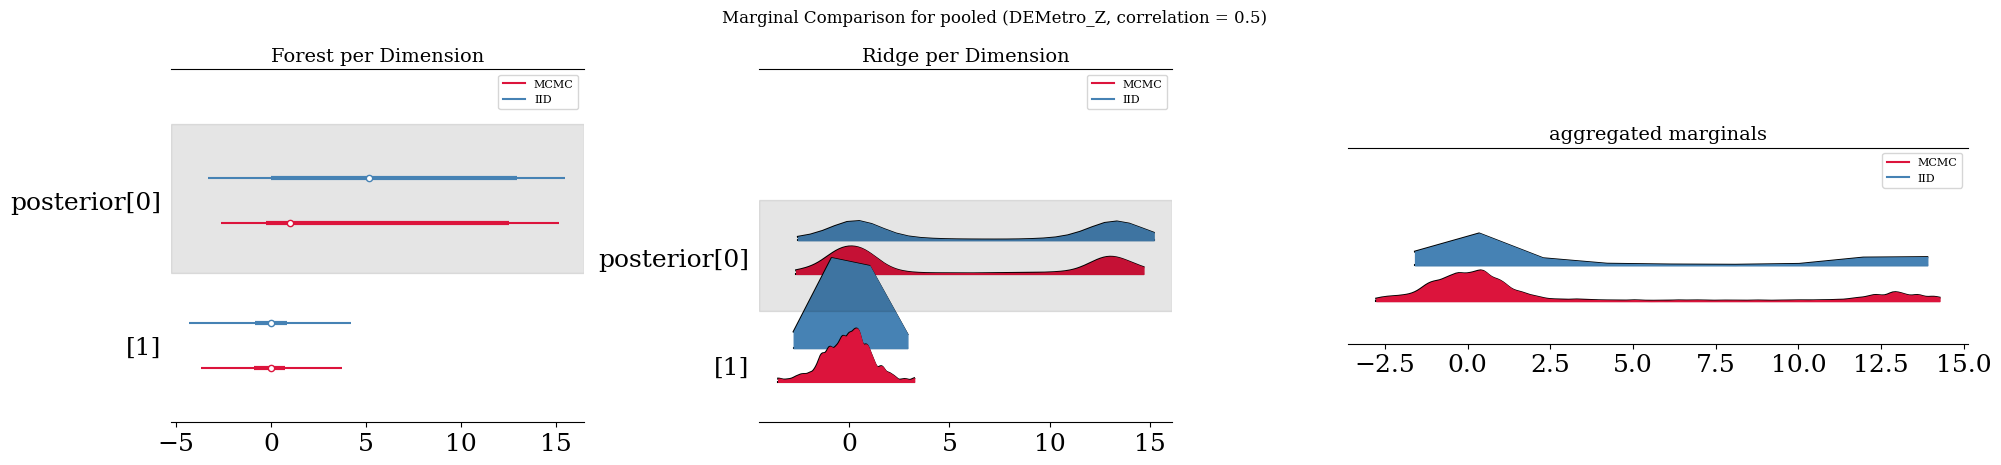 Marginal Comparison for pooled (DEMetro_Z, correlation = 0.5)
Forest per Dimension
MCMC
IID
posterior[0]
[1]
−5 0 5 10 15
Ridge per Dimension
MCMC
IID
posterior[0]
[1]
0 5 10 15
aggregated marginals
MCMC
IID
−2.5 0.0 2.5 5.0 7.5 10.0 12.5 15.0